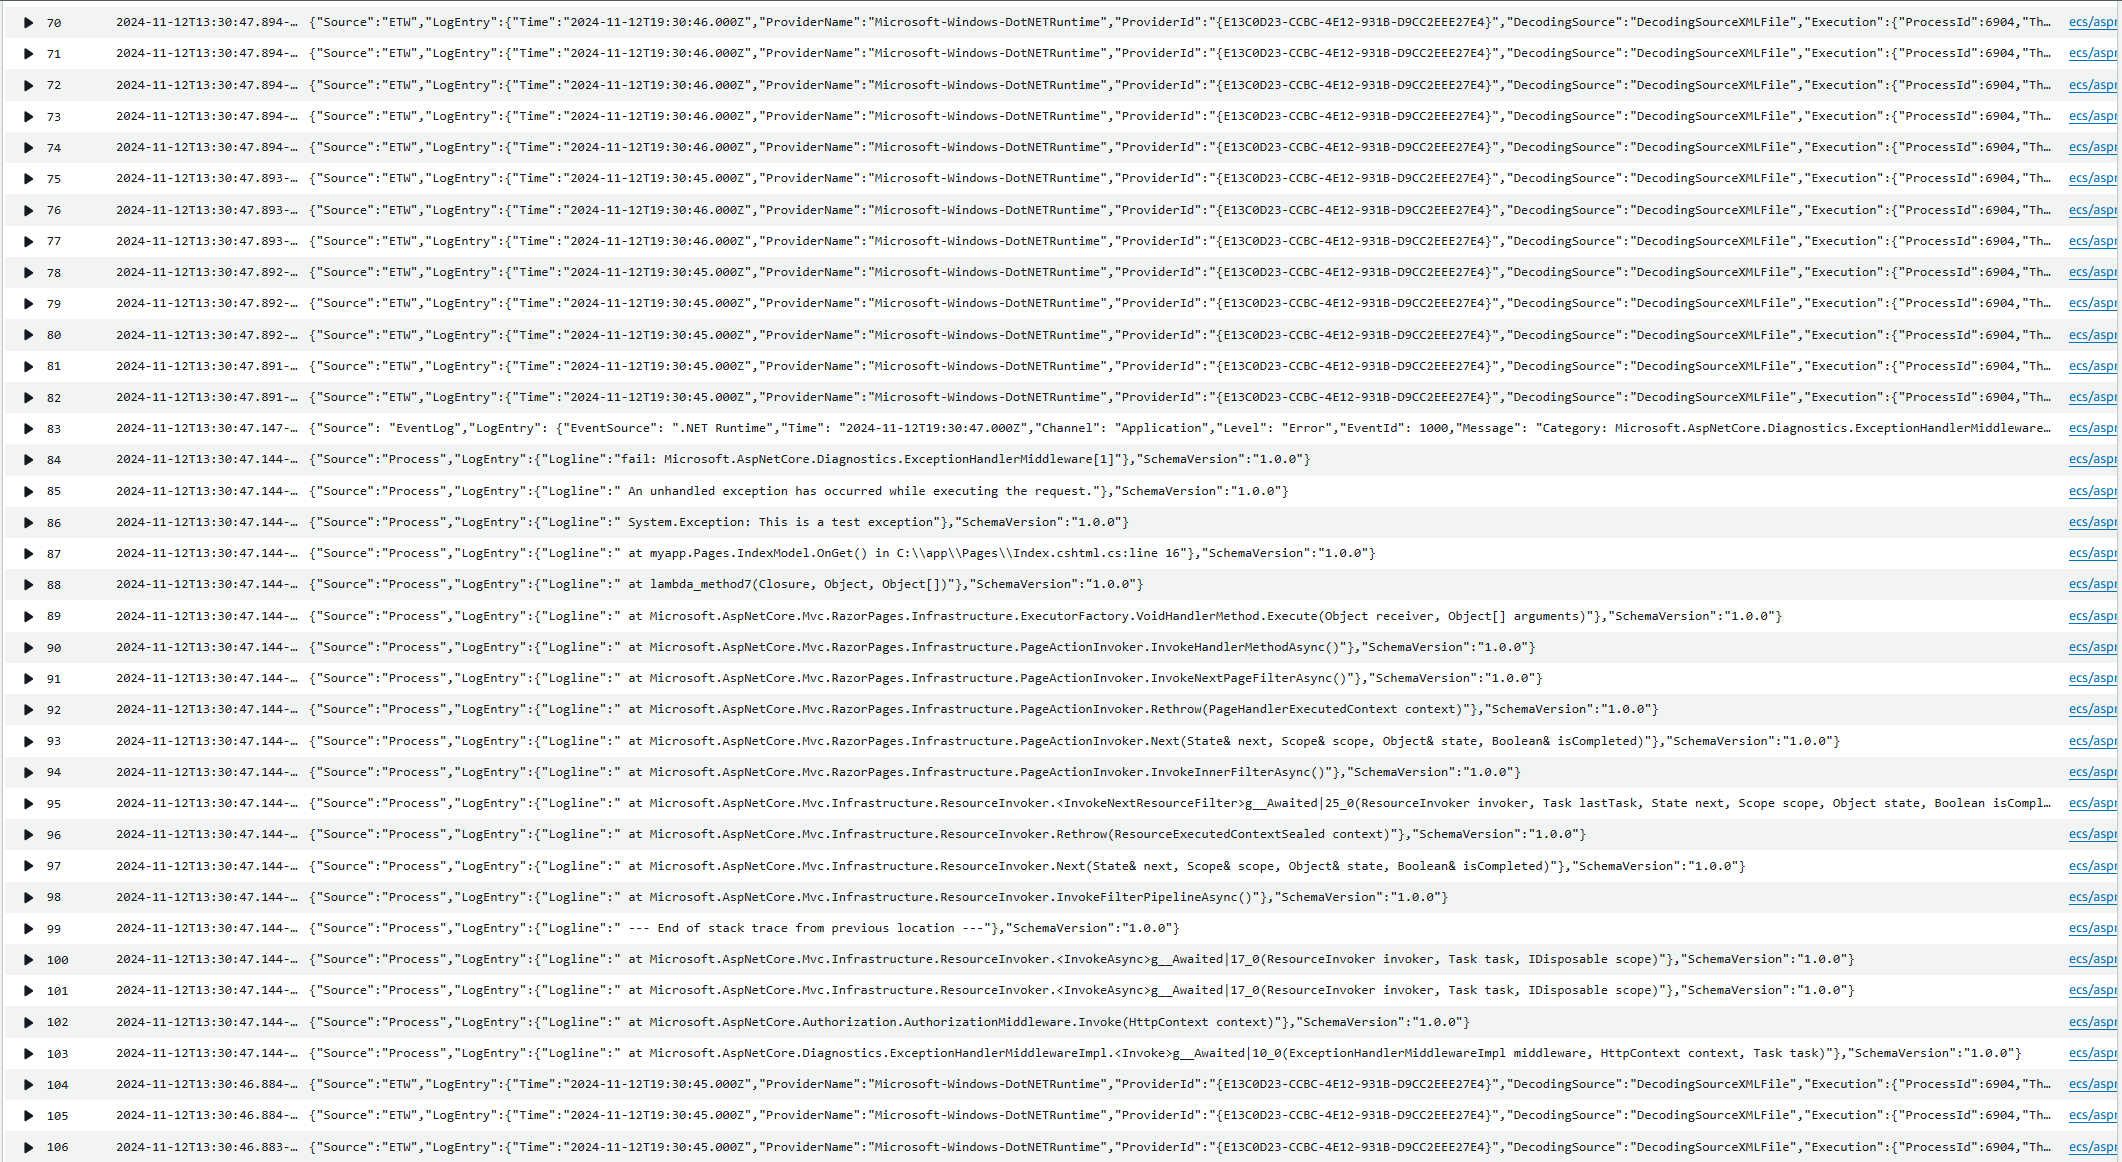 70 2024-11-12T13:30:47.894-… {"Source":"ETW","LogEntry":{"Time":"2024-11-12T19:30:46.000Z","ProviderName":"Microsoft-Windows-DotNETRuntime","ProviderId":"{E13C0D23-CCBC-4E12-931B-D9CC2EEE27E4}","DecodingSource":"DecodingSourceXMLFile","Execution":{"ProcessId":6904,"Th… ecs/aspr
71 2024-11-12T13:30:47.894-… {"Source":"ETW","LogEntry":{"Time":"2024-11-12T19:30:46.000Z","ProviderName":"Microsoft-Windows-DotNETRuntime","ProviderId":"{E13C0D23-CCBC-4E12-931B-D9CC2EEE27E4}","DecodingSource":"DecodingSourceXMLFile","Execution":{"ProcessId":6904,"Th… ecs/aspr
72 2024-11-12T13:30:47.894-… {"Source":"ETW","LogEntry":{"Time":"2024-11-12T19:30:46.000Z","ProviderName":"Microsoft-Windows-DotNETRuntime","ProviderId":"{E13C0D23-CCBC-4E12-931B-D9CC2EEE27E4}","DecodingSource":"DecodingSourceXMLFile","Execution":{"ProcessId":6904,"Th… ecs/aspr
73 2024-11-12T13:30:47.894-… {"Source":"ETW","LogEntry":{"Time":"2024-11-12T19:30:46.000Z","ProviderName":"Microsoft-Windows-DotNETRuntime","ProviderId":"{E13C0D23-CCBC-4E12-931B-D9CC2EEE27E4}","DecodingSource":"DecodingSourceXMLFile","Execution":{"ProcessId":6904,"Th… ecs/aspr
74 2024-11-12T13:30:47.894-… {"Source":"ETW","LogEntry":{"Time":"2024-11-12T19:30:46.000Z","ProviderName":"Microsoft-Windows-DotNETRuntime","ProviderId":"{E13C0D23-CCBC-4E12-931B-D9CC2EEE27E4}","DecodingSource":"DecodingSourceXMLFile","Execution":{"ProcessId":6904,"Th… ecs/aspr
75 2024-11-12T13:30:47.893-… {"Source":"ETW","LogEntry":{"Time":"2024-11-12T19:30:45.000Z","ProviderName":"Microsoft-Windows-DotNETRuntime","ProviderId":"{E13C0D23-CCBC-4E12-931B-D9CC2EEE27E4}","DecodingSource":"DecodingSourceXMLFile","Execution":{"ProcessId":6904,"Th… ecs/aspr
76 2024-11-12T13:30:47.893-… {"Source":"ETW","LogEntry":{"Time":"2024-11-12T19:30:46.000Z","ProviderName":"Microsoft-Windows-DotNETRuntime","ProviderId":"{E13C0D23-CCBC-4E12-931B-D9CC2EEE27E4}","DecodingSource":"DecodingSourceXMLFile","Execution":{"ProcessId":6904,"Th… ecs/aspr
77 2024-11-12T13:30:47.893-… {"Source":"ETW","LogEntry":{"Time":"2024-11-12T19:30:46.000Z","ProviderName":"Microsoft-Windows-DotNETRuntime","ProviderId":"{E13C0D23-CCBC-4E12-931B-D9CC2EEE27E4}","DecodingSource":"DecodingSourceXMLFile","Execution":{"ProcessId":6904,"Th… ecs/aspr
78 2024-11-12T13:30:47.892-… {"Source":"ETW","LogEntry":{"Time":"2024-11-12T19:30:45.000Z","ProviderName":"Microsoft-Windows-DotNETRuntime","ProviderId":"{E13C0D23-CCBC-4E12-931B-D9CC2EEE27E4}","DecodingSource":"DecodingSourceXMLFile","Execution":{"ProcessId":6904,"Th… ecs/aspr
79 2024-11-12T13:30:47.892-… {"Source":"ETW","LogEntry":{"Time":"2024-11-12T19:30:45.000Z","ProviderName":"Microsoft-Windows-DotNETRuntime","ProviderId":"{E13C0D23-CCBC-4E12-931B-D9CC2EEE27E4}","DecodingSource":"DecodingSourceXMLFile","Execution":{"ProcessId":6904,"Th… ecs/aspr
80 2024-11-12T13:30:47.892-… {"Source":"ETW","LogEntry":{"Time":"2024-11-12T19:30:45.000Z","ProviderName":"Microsoft-Windows-DotNETRuntime","ProviderId":"{E13C0D23-CCBC-4E12-931B-D9CC2EEE27E4}","DecodingSource":"DecodingSourceXMLFile","Execution":{"ProcessId":6904,"Th… ecs/aspr
81 2024-11-12T13:30:47.891-… {"Source":"ETW","LogEntry":{"Time":"2024-11-12T19:30:45.000Z","ProviderName":"Microsoft-Windows-DotNETRuntime","ProviderId":"{E13C0D23-CCBC-4E12-931B-D9CC2EEE27E4}","DecodingSource":"DecodingSourceXMLFile","Execution":{"ProcessId":6904,"Th… ecs/aspr
82 2024-11-12T13:30:47.891-… {"Source":"ETW","LogEntry":{"Time":"2024-11-12T19:30:45.000Z","ProviderName":"Microsoft-Windows-DotNETRuntime","ProviderId":"{E13C0D23-CCBC-4E12-931B-D9CC2EEE27E4}","DecodingSource":"DecodingSourceXMLFile","Execution":{"ProcessId":6904,"Th… ecs/aspr
83 2024-11-12T13:30:47.147-… {"Source": "EventLog","LogEntry": {"EventSource": ".NET Runtime","Time": "2024-11-12T19:30:47.000Z","Channel": "Application","Level": "Error","EventId": 1000,"Message": "Category: Microsoft.AspNetCore.Diagnostics.ExceptionHandlerMiddleware… ecs/aspr
84 2024-11-12T13:30:47.144-… {"Source":"Process","LogEntry":{"Logline":"fail: Microsoft.AspNetCore.Diagnostics.ExceptionHandlerMiddleware[1]"},"SchemaVersion":"1.0.0"} ecs/aspr
85 2024-11-12T13:30:47.144-… {"Source":"Process","LogEntry":{"Logline":" An unhandled exception has occurred while executing the request."},"SchemaVersion":"1.0.0"} ecs/aspr
86 2024-11-12T13:30:47.144-… {"Source":"Process","LogEntry":{"Logline":" System.Exception: This is a test exception"},"SchemaVersion":"1.0.0"} ecs/aspr
87 2024-11-12T13:30:47.144-… {"Source":"Process","LogEntry":{"Logline":" at myapp.Pages.IndexModel.OnGet() in C:\\app\\Pages\\Index.cshtml.cs:line 16"},"SchemaVersion":"1.0.0"} ecs/aspr
88 2024-11-12T13:30:47.144-… {"Source":"Process","LogEntry":{"Logline":" at lambda_method7(Closure, Object, Object[])"},"SchemaVersion":"1.0.0"} ecs/aspr
89 2024-11-12T13:30:47.144-… {"Source":"Process","LogEntry":{"Logline":" at Microsoft.AspNetCore.Mvc.RazorPages.Infrastructure.ExecutorFactory.VoidHandlerMethod.Execute(Object receiver, Object[] arguments)"},"SchemaVersion":"1.0.0"} ecs/aspr
90 2024-11-12T13:30:47.144-… {"Source":"Process","LogEntry":{"Logline":" at Microsoft.AspNetCore.Mvc.RazorPages.Infrastructure.PageActionInvoker.InvokeHandlerMethodAsync()"},"SchemaVersion":"1.0.0"} ecs/aspr
91 2024-11-12T13:30:47.144-… {"Source":"Process","LogEntry":{"Logline":" at Microsoft.AspNetCore.Mvc.RazorPages.Infrastructure.PageActionInvoker.InvokeNextPageFilterAsync()"},"SchemaVersion":"1.0.0"} ecs/aspr
92 2024-11-12T13:30:47.144-… {"Source":"Process","LogEntry":{"Logline":" at Microsoft.AspNetCore.Mvc.RazorPages.Infrastructure.PageActionInvoker.Rethrow(PageHandlerExecutedContext context)"},"SchemaVersion":"1.0.0"} ecs/aspr
93 2024-11-12T13:30:47.144-… {"Source":"Process","LogEntry":{"Logline":" at Microsoft.AspNetCore.Mvc.RazorPages.Infrastructure.PageActionInvoker.Next(State& next, Scope& scope, Object& state, Boolean& isCompleted)"},"SchemaVersion":"1.0.0"} ecs/aspr
94 2024-11-12T13:30:47.144-… {"Source":"Process","LogEntry":{"Logline":" at Microsoft.AspNetCore.Mvc.RazorPages.Infrastructure.PageActionInvoker.InvokeInnerFilterAsync()"},"SchemaVersion":"1.0.0"} ecs/aspr
95 2024-11-12T13:30:47.144-… {"Source":"Process","LogEntry":{"Logline":" at Microsoft.AspNetCore.Mvc.Infrastructure.ResourceInvoker.<InvokeNextResourceFilter>g__Awaited|25_0(ResourceInvoker invoker, Task lastTask, State next, Scope scope, Object state, Boolean isCompl… ecs/aspr
96 2024-11-12T13:30:47.144-… {"Source":"Process","LogEntry":{"Logline":" at Microsoft.AspNetCore.Mvc.Infrastructure.ResourceInvoker.Rethrow(ResourceExecutedContextSealed context)"},"SchemaVersion":"1.0.0"} ecs/aspr
97 2024-11-12T13:30:47.144-… {"Source":"Process","LogEntry":{"Logline":" at Microsoft.AspNetCore.Mvc.Infrastructure.ResourceInvoker.Next(State& next, Scope& scope, Object& state, Boolean& isCompleted)"},"SchemaVersion":"1.0.0"} ecs/aspr
98 2024-11-12T13:30:47.144-… {"Source":"Process","LogEntry":{"Logline":" at Microsoft.AspNetCore.Mvc.Infrastructure.ResourceInvoker.InvokeFilterPipelineAsync()"},"SchemaVersion":"1.0.0"} ecs/aspr
99 2024-11-12T13:30:47.144-… {"Source":"Process","LogEntry":{"Logline":" --- End of stack trace from previous location ---"},"SchemaVersion":"1.0.0"} ecs/aspr
100 2024-11-12T13:30:47.144-… {"Source":"Process","LogEntry":{"Logline":" at Microsoft.AspNetCore.Mvc.Infrastructure.ResourceInvoker.<InvokeAsync>g__Awaited|17_0(ResourceInvoker invoker, Task task, IDisposable scope)"},"SchemaVersion":"1.0.0"} ecs/aspr
101 2024-11-12T13:30:47.144-… {"Source":"Process","LogEntry":{"Logline":" at Microsoft.AspNetCore.Mvc.Infrastructure.ResourceInvoker.<InvokeAsync>g__Awaited|17_0(ResourceInvoker invoker, Task task, IDisposable scope)"},"SchemaVersion":"1.0.0"} ecs/aspr
102 2024-11-12T13:30:47.144-… {"Source":"Process","LogEntry":{"Logline":" at Microsoft.AspNetCore.Authorization.AuthorizationMiddleware.Invoke(HttpContext context)"},"SchemaVersion":"1.0.0"} ecs/aspr
103 2024-11-12T13:30:47.144-… {"Source":"Process","LogEntry":{"Logline":" at Microsoft.AspNetCore.Diagnostics.ExceptionHandlerMiddlewareImpl.<Invoke>g__Awaited|10_0(ExceptionHandlerMiddlewareImpl middleware, HttpContext context, Task task)"},"SchemaVersion":"1.0.0"} ecs/aspr
104 2024-11-12T13:30:46.884-… {"Source":"ETW","LogEntry":{"Time":"2024-11-12T19:30:45.000Z","ProviderName":"Microsoft-Windows-DotNETRuntime","ProviderId":"{E13C0D23-CCBC-4E12-931B-D9CC2EEE27E4}","DecodingSource":"DecodingSourceXMLFile","Execution":{"ProcessId":6904,"Th… ecs/aspr
105 2024-11-12T13:30:46.884-… {"Source":"ETW","LogEntry":{"Time":"2024-11-12T19:30:45.000Z","ProviderName":"Microsoft-Windows-DotNETRuntime","ProviderId":"{E13C0D23-CCBC-4E12-931B-D9CC2EEE27E4}","DecodingSource":"DecodingSourceXMLFile","Execution":{"ProcessId":6904,"Th… ecs/aspr
106 2024-11-12T13:30:46.883-… {"Source":"ETW","LogEntry":{"Time":"2024-11-12T19:30:45.000Z","ProviderName":"Microsoft-Windows-DotNETRuntime","ProviderId":"{E13C0D23-CCBC-4E12-931B-D9CC2EEE27E4}","DecodingSource":"DecodingSourceXMLFile","Execution":{"ProcessId":6904,"Th… ecs/aspr